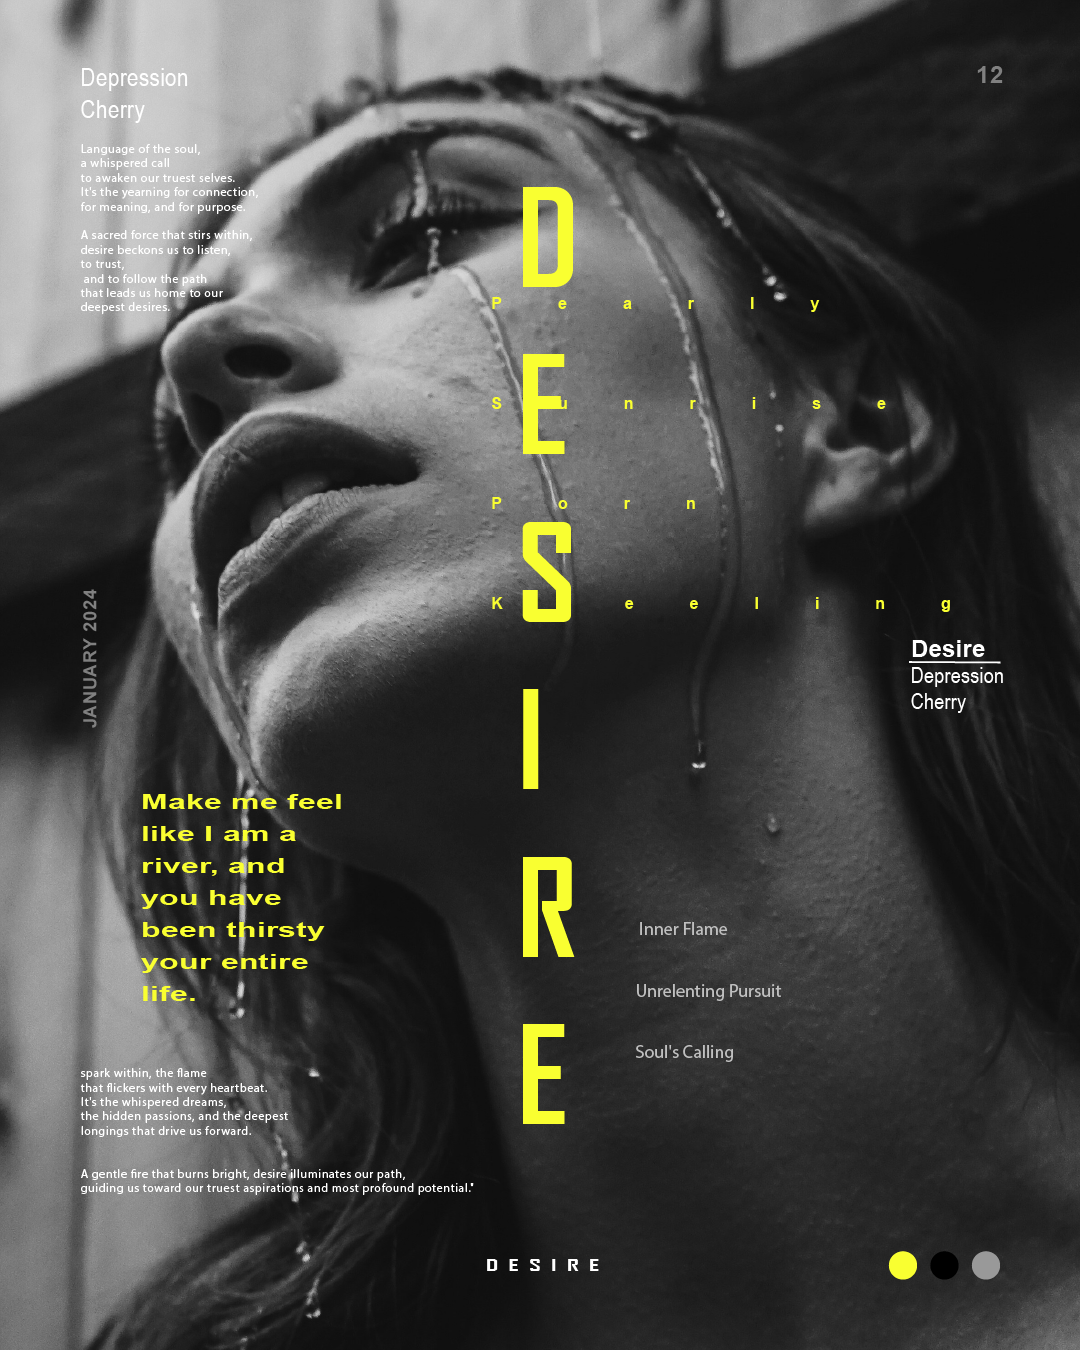 Depression
Cherry
12
Language of the soul,
a whispered call
to awaken our truest selves.
It's the yearning for connection,
for meaning, and for purpose.
A sacred force that stirs within,
desire beckons us to listen,
to trust,
and to follow the path
that leads us home to our
deepest desires.
DESIRE
Pearly
Sunrise
Porn
K eeling
JANUARY 2024
Desire
Depression
Cherry
Make me feel
like I am a
river, and
you have
been thirsty
your entire
life.
Inner Flame
Unrelenting Pursuit
Soul's Calling
spark within, the flame
that flickers with every heartbeat.
It's the whispered dreams,
the hidden passions, and the deepest
longings that drive us forward.
A gentle fire that burns bright, desire illuminates our path,
guiding us toward our truest aspirations and most profound potential."
DESIRE